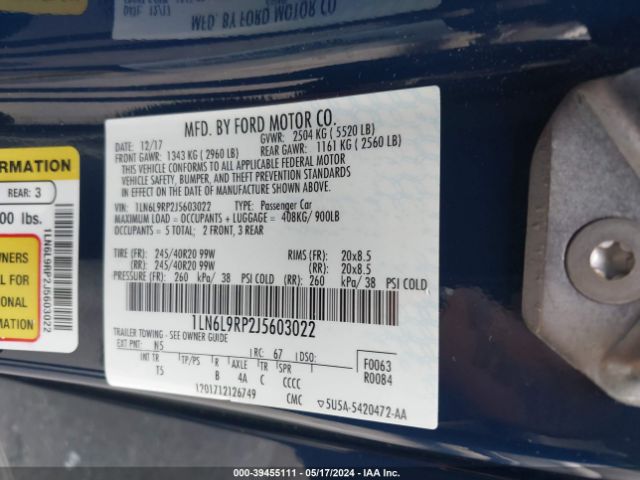 12/17
MFD. BY FORD MOTOR CO
MFD. BY FORD MOTOR CO.
DATE: 12/17
GVWR: 2504 KG ( 5520 LB)
FRONT GAWR: 1343 KG ( 2960 LB)
REAR GAWR: 1161 KG ( 2560 LB)
THIS VEHICLE CONFORMS TO ALL APPLICABLE FEDERAL MOTOR
VEHICLE SAFETY, BUMPER, AND THEFT PREVENTION STANDARDS
IN EFFECT ON THE DATE OF MANUFACTURE SHOWN ABOVE.
VIN: 1LN6L9RP2J5603022 TYPE: Passenger Car
MAXIMUM LOAD = OCCUPANTS + LUGGAGE = 408KG/900LB
OCCUPANTS = 5 TOTAL: 2 FRONT, 3 REAR
TIRE (FR): 245/40R20 99W RIMS (FR): 20x8.5
(RR): 245/40R20 99W (RR): 20x8.5
PRESSURE (FR): 260 kPa/ 38 PSI COLD (RR): 260 kPa/ 38 PSI COLD
1LN6L9RP2J5603022
TRAILER TOWING - SEE OWNER GUIDE
EXT PNT: N5 RC: 67 DSO:
INT TR TP/PS R AXLE TR SPR
T5 B 4A C CCCC
F0063
R0084
1201712126749 CMC 5U5A-5420472-AA
FORMATION
REAR: 3
00 lbs.
OWNERS
L FOR
ONAL
MATION
1LN6L9RP2J5603022
000-39455111 - 05/17/2024 - IAA Inc.